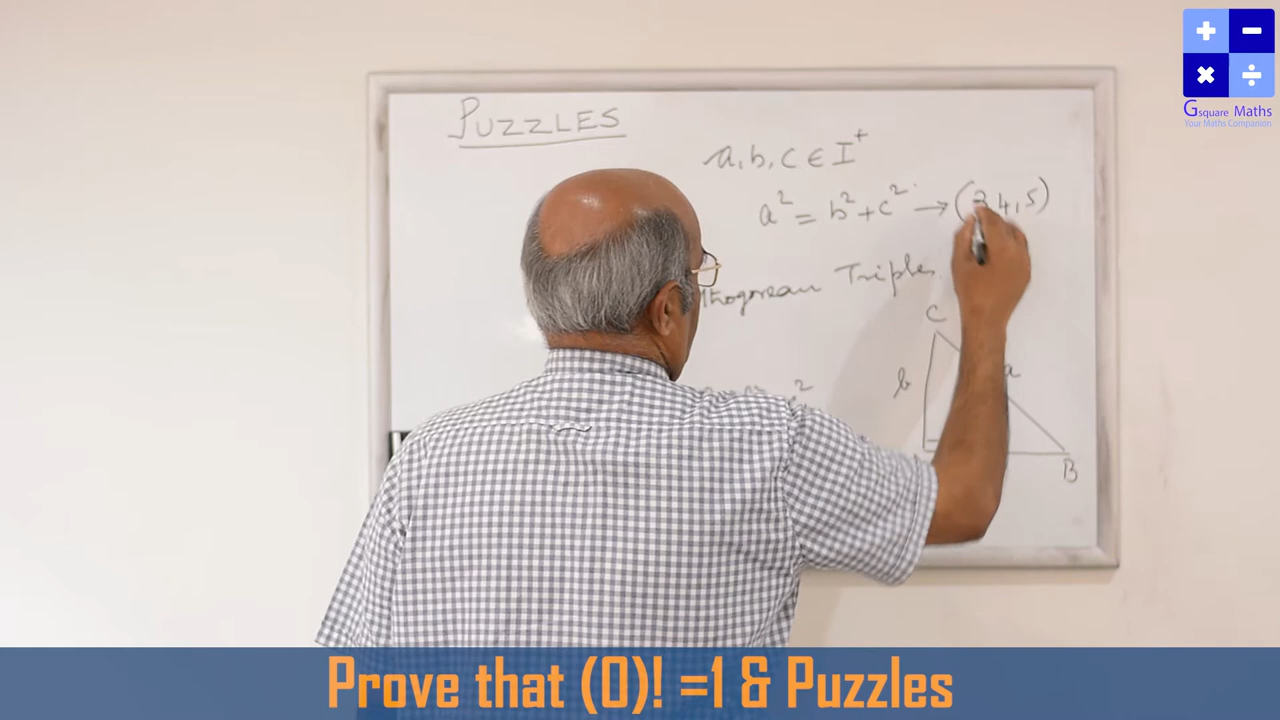 PUZZLES
a, b, c ∈ I⁺
a² = b² + c² → (3,4,5)
Triples
C
b
a
B
Gsquare Maths
Your Maths Companion
Prove that (0)! =1 & Puzzles